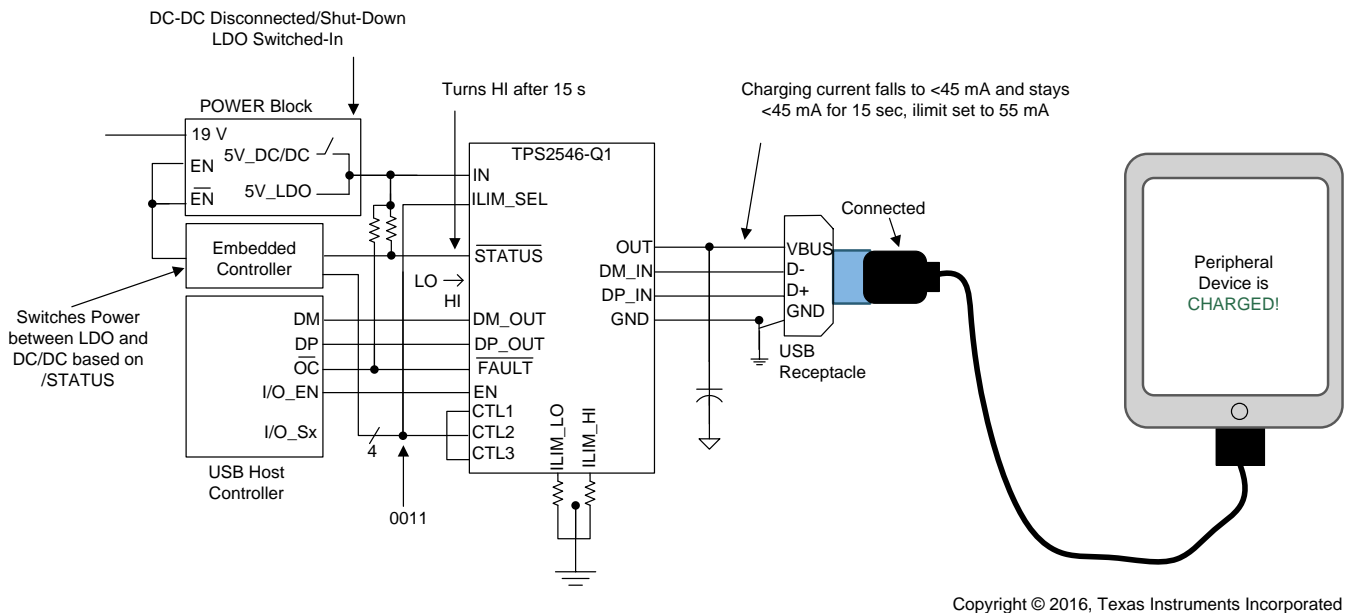 DC-DC Disconnected/Shut-Down
LDO Switched-In
Turns HI after 15 s
Charging current falls to <45 mA and stays
<45 mA for 15 sec, ilimit set to 55 mA
POWER Block
19 V
EN
EN
5V_DC/DC
5V_LDO
TPS2546-Q1
IN
ILIM_SEL
STATUS
LO →
HI
DM_OUT
DP_OUT
FAULT
EN
CTL1
CTL2
CTL3
ILIM_LO
ILIM_HI
OUT
DM_IN
DP_IN
GND
Embedded
Controller
Switches Power
between LDO and
DC/DC based on
/STATUS
DM
DP
OC
I/O_EN
I/O_Sx
USB Host
Controller
4
0011
VBUS
D-
D+
GND
USB
Receptacle
Connected
Peripheral
Device is
CHARGED!
Copyright © 2016, Texas Instruments Incorporated